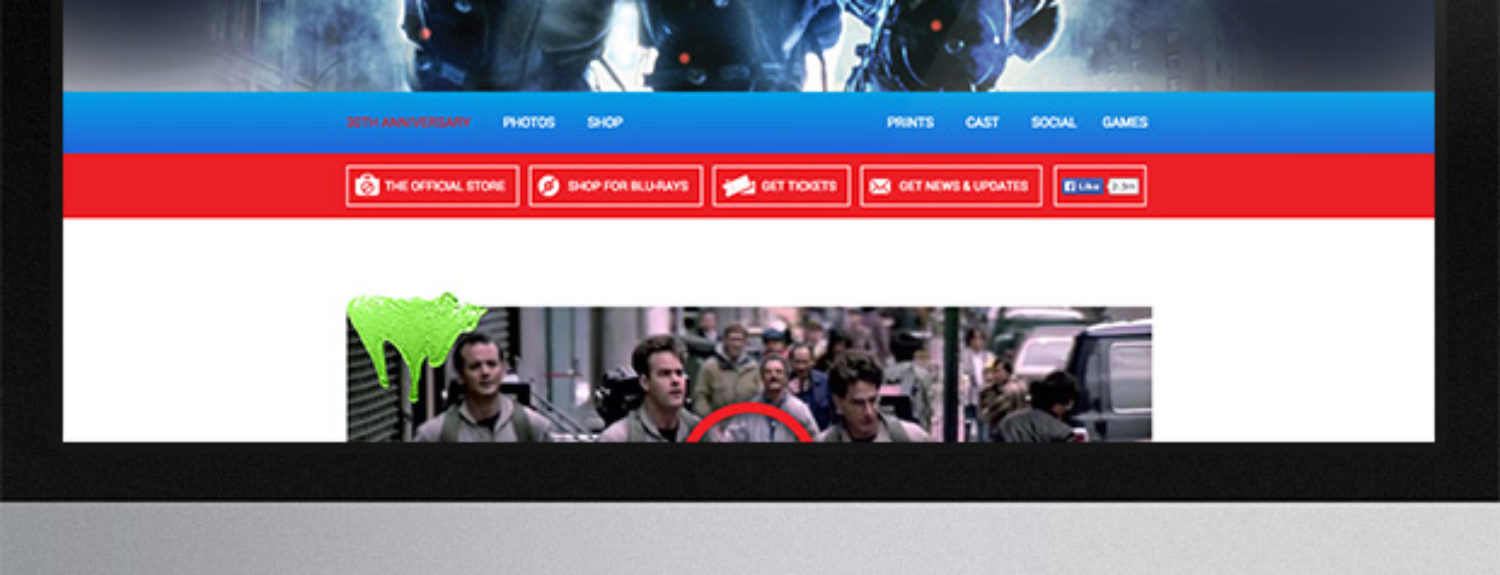 30TH ANNIVERSARY PHOTOS SHOP PRINTS CAST SOCIAL GAMES
THE OFFICIAL STORE SHOP FOR BLU-RAYS GET TICKETS GET NEWS & UPDATES Like 2.3m